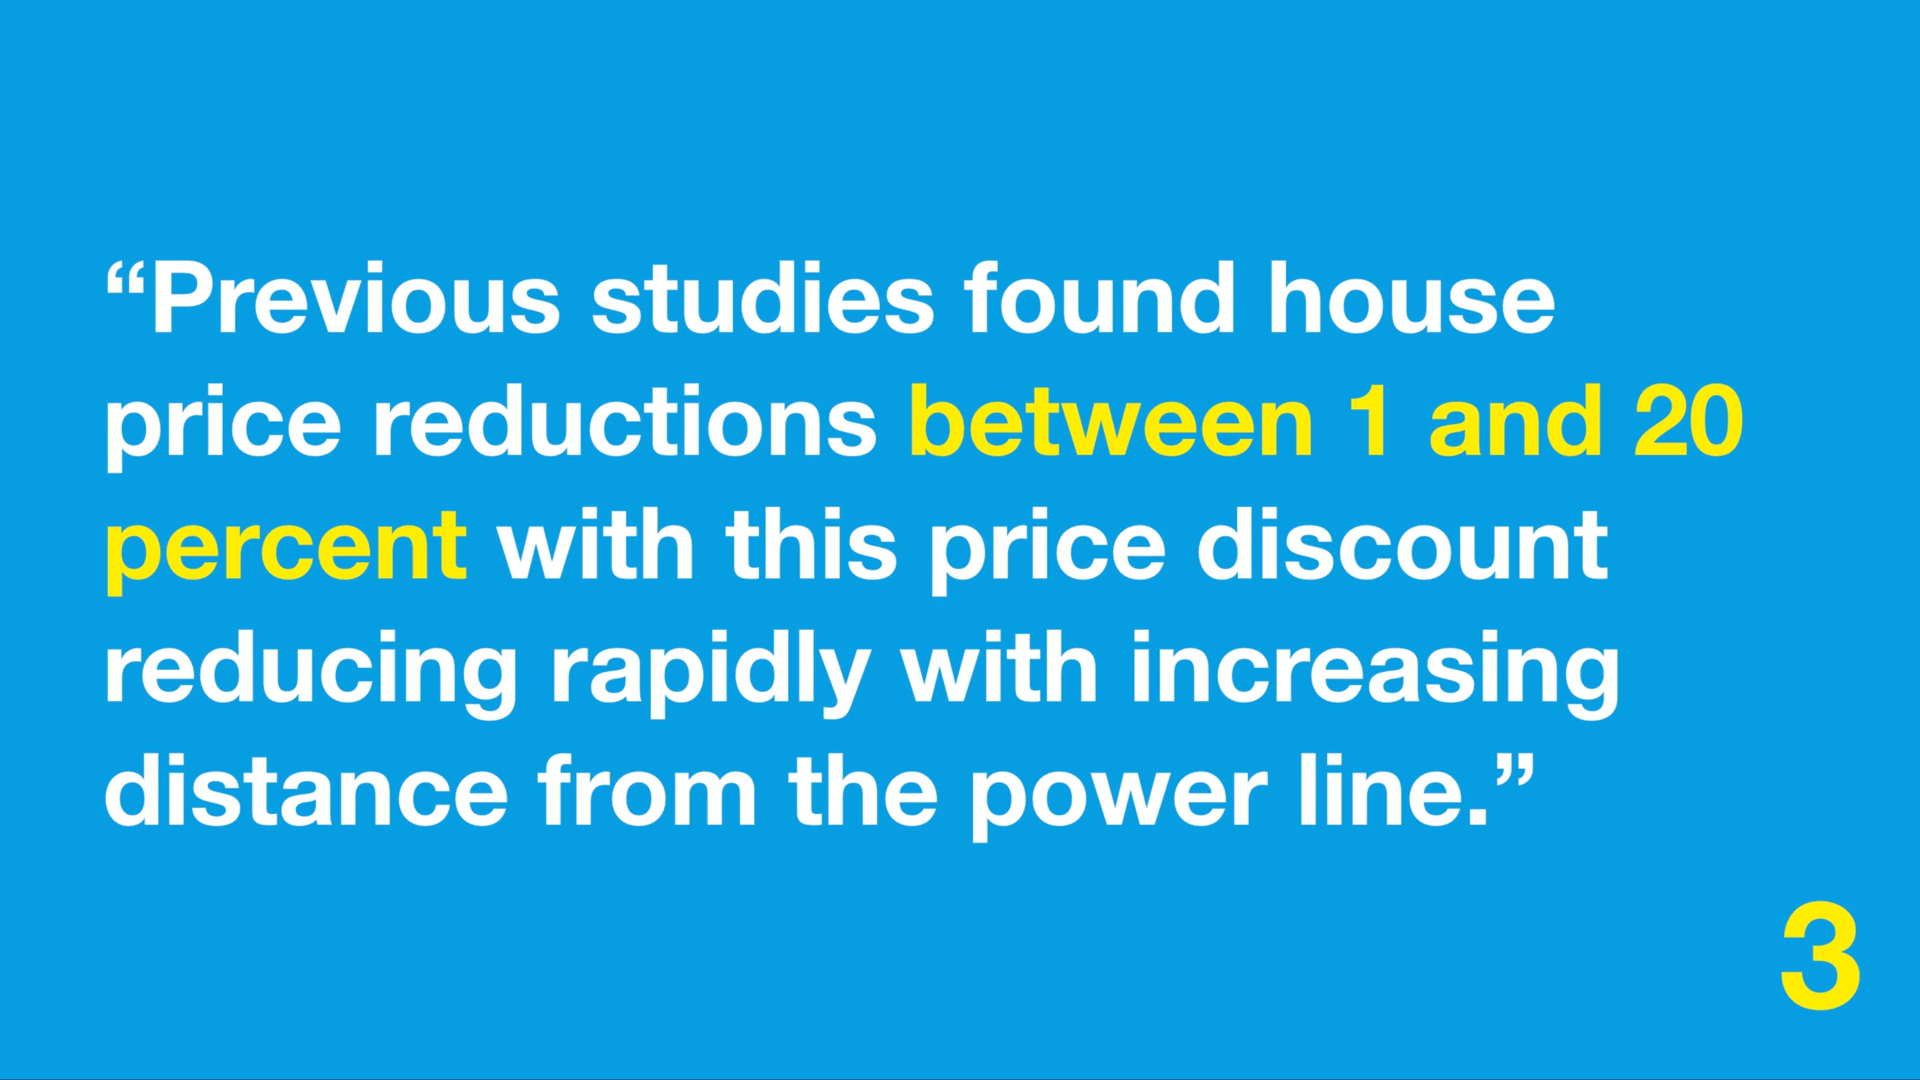 “Previous studies found house
price reductions between 1 and 20
percent with this price discount
reducing rapidly with increasing
distance from the power line.”
3